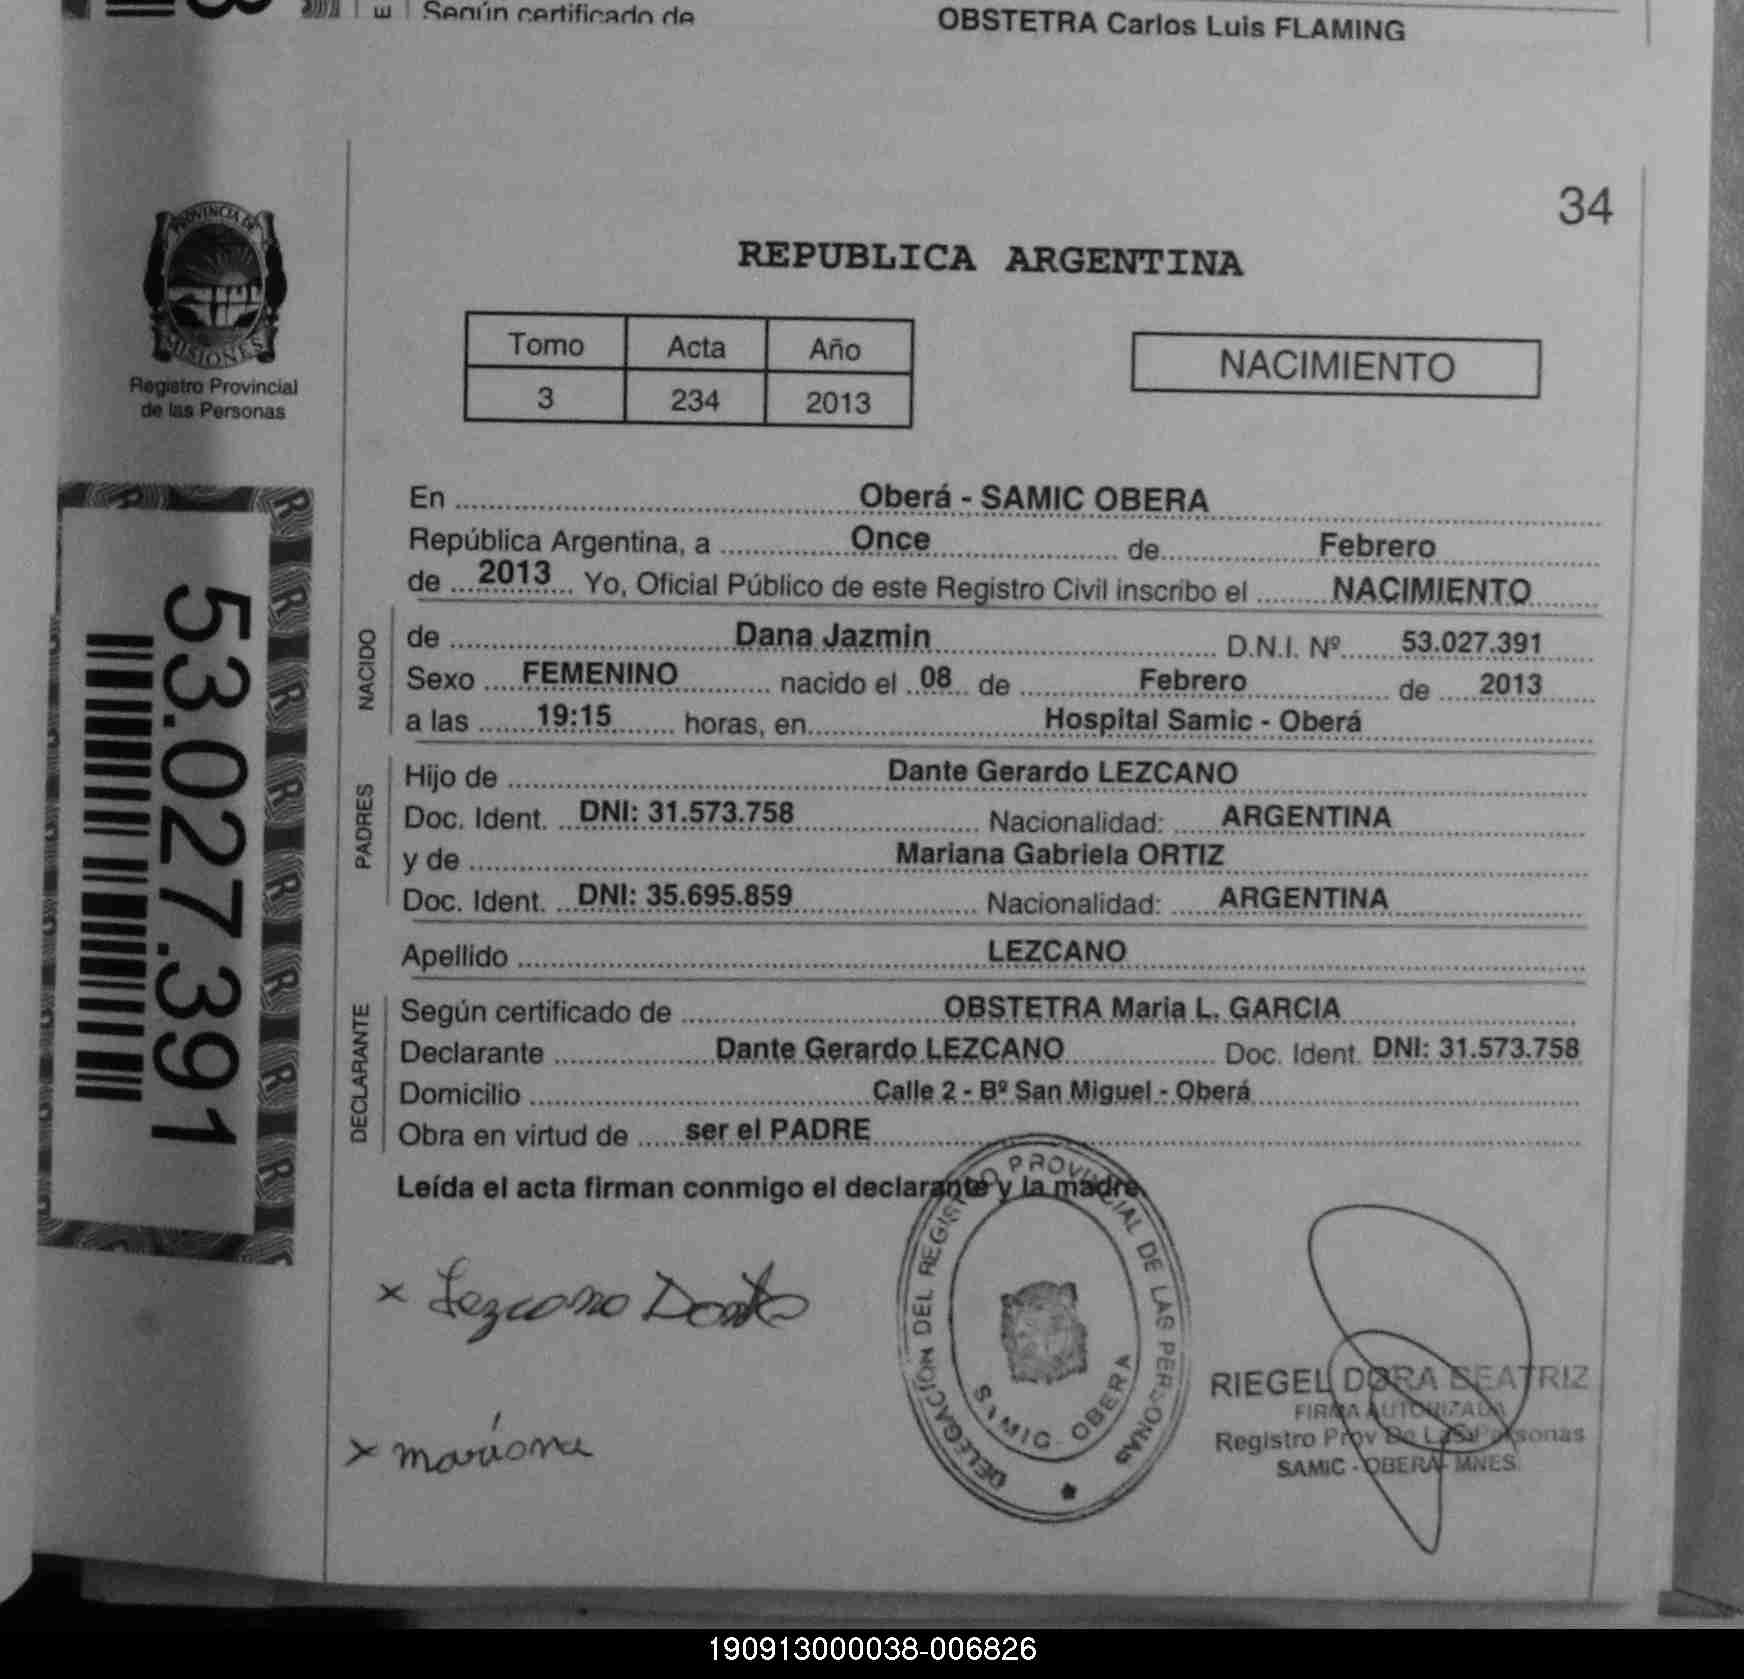 Según certificado de OBSTETRA Carlos Luis FLAMING
34
PROVINCIA DE
MISIONES
Registro Provincial
de las Personas
REPUBLICA ARGENTINA
Tomo Acta Año
3 234 2013
NACIMIENTO
53.027.391
En Oberá - SAMIC OBERA
República Argentina, a Once de Febrero
de 2013 Yo, Oficial Público de este Registro Civil inscribo el NACIMIENTO
NACIDO
de Dana Jazmin D.N.I. Nº 53.027.391
Sexo FEMENINO nacido el 08 de Febrero de 2013
a las 19:15 horas, en Hospital Samic - Oberá
PADRES
Hijo de Dante Gerardo LEZCANO
Doc. Ident. DNI: 31.573.758 Nacionalidad: ARGENTINA
y de Mariana Gabriela ORTIZ
Doc. Ident. DNI: 35.695.859 Nacionalidad: ARGENTINA
Apellido LEZCANO
DECLARANTE
Según certificado de OBSTETRA Maria L. GARCIA
Declarante Dante Gerardo LEZCANO Doc. Ident. DNI: 31.573.758
Domicilio Calle 2 - Bº San Miguel - Oberá
Obra en virtud de ser el PADRE
Leída el acta firman conmigo el declarante y la madre
x Lezcano Dante
x mariana
DELEGACION DEL REGISTRO PROVINCIAL DE LAS PERSONAS
SAMIC - OBERA
RIEGEL DORA BEATRIZ
FIRMA AUTORIZADA
Registro Prov De Las Personas
SAMIC - OBERA - MNES
190913000038-006826